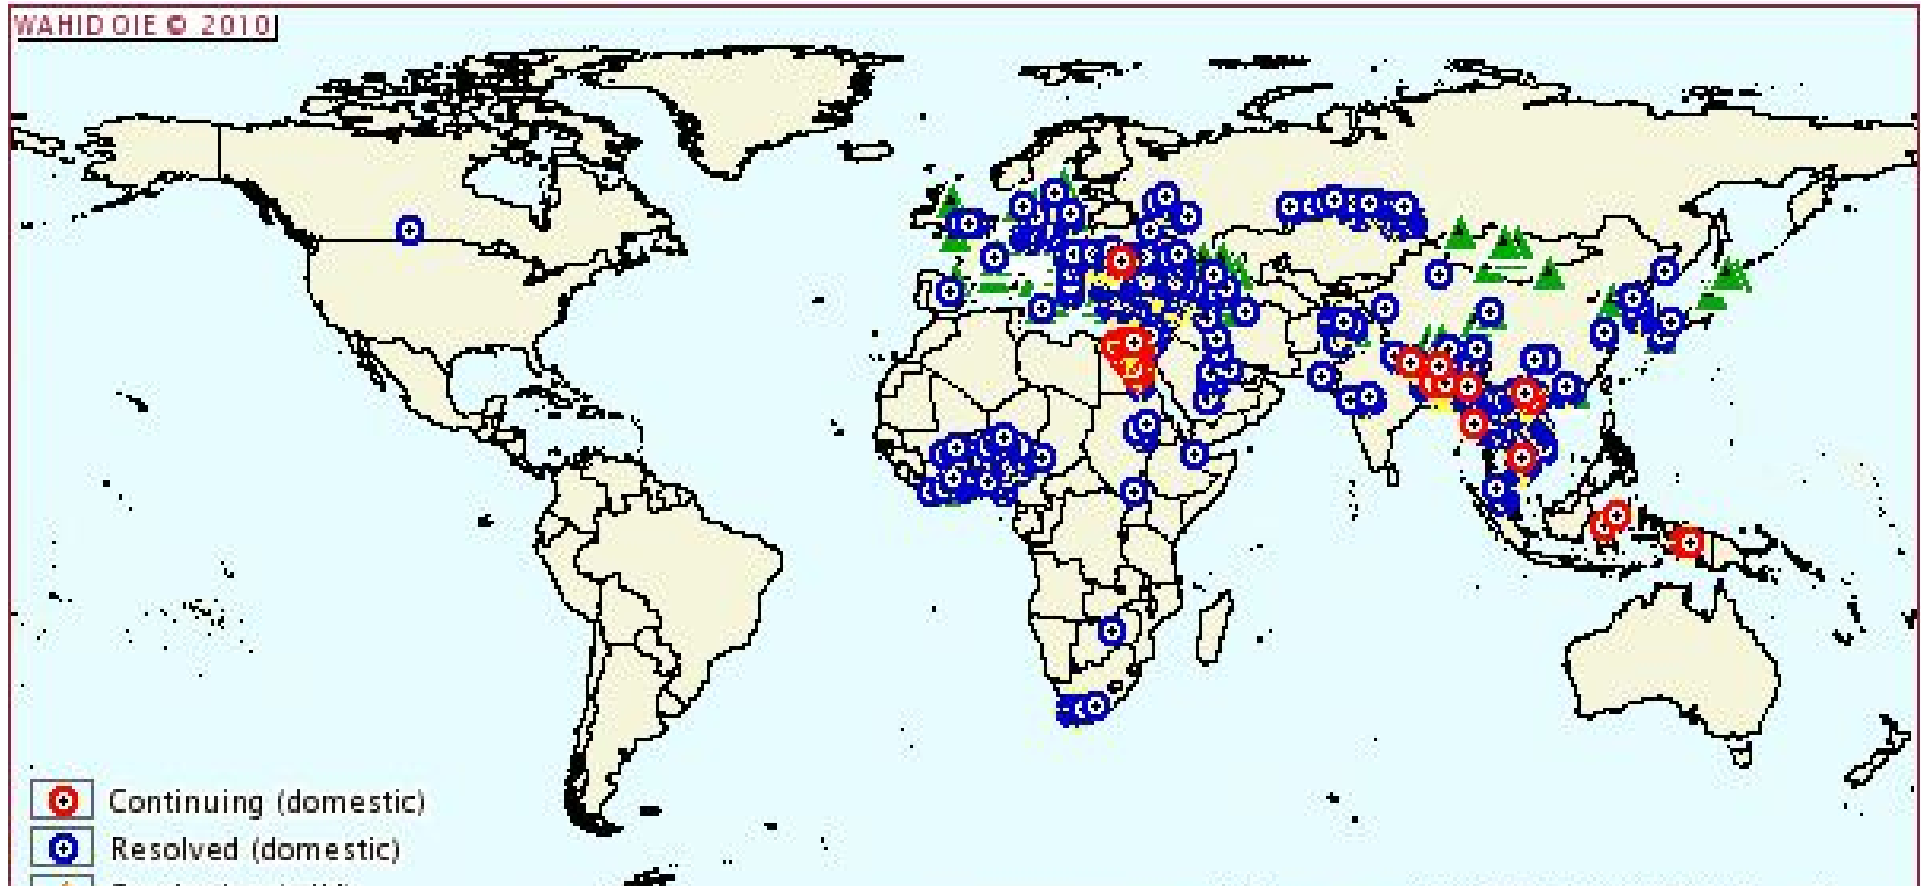 WAHID OIE © 2010
Continuing (domestic)
Resolved (domestic)